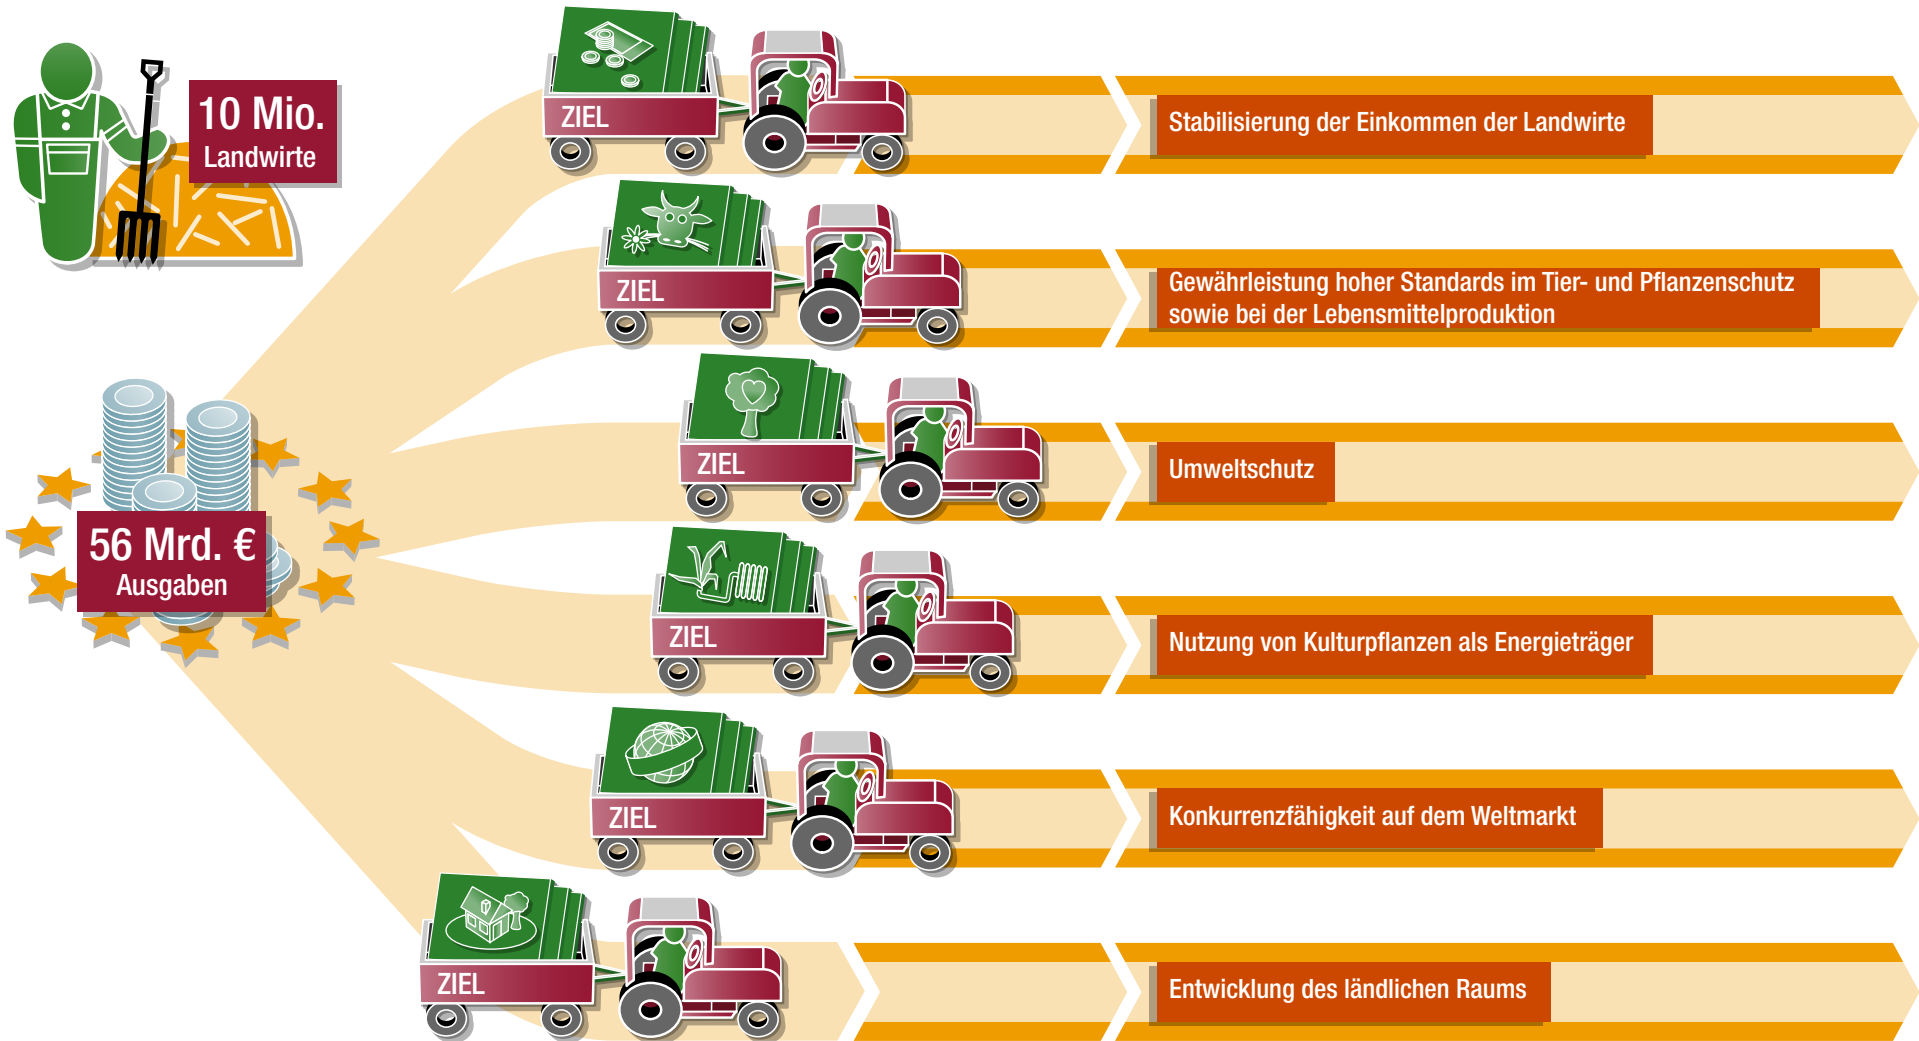 10 Mio.
Landwirte
56 Mrd. €
Ausgaben
ZIEL
Stabilisierung der Einkommen der Landwirte
ZIEL
Gewährleistung hoher Standards im Tier- und Pflanzenschutz
sowie bei der Lebensmittelproduktion
ZIEL
Umweltschutz
ZIEL
Nutzung von Kulturpflanzen als Energieträger
ZIEL
Konkurrenzfähigkeit auf dem Weltmarkt
ZIEL
Entwicklung des ländlichen Raums